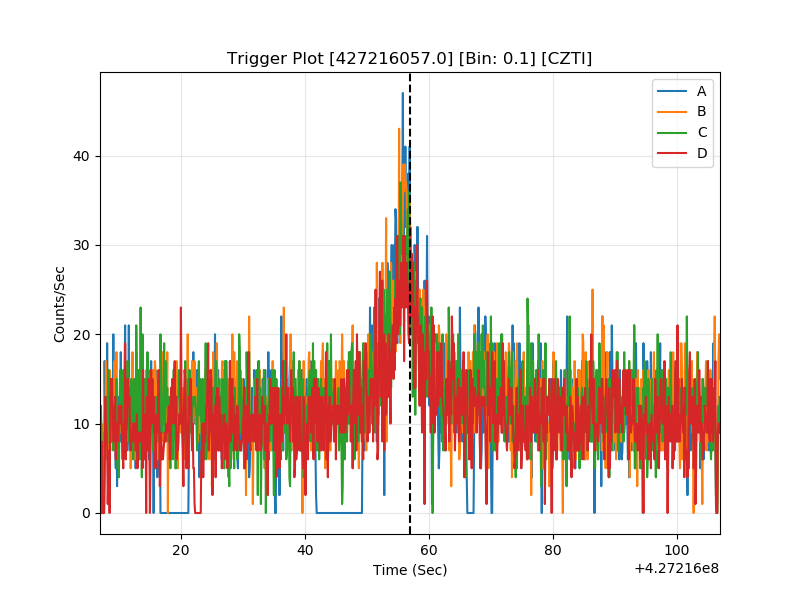 Trigger Plot [427216057.0] [Bin: 0.1] [CZTI]
A
B
C
D
40
30
20
10
0
Counts/Sec
20 40 60 80 100
Time (Sec)
+4.27216e8